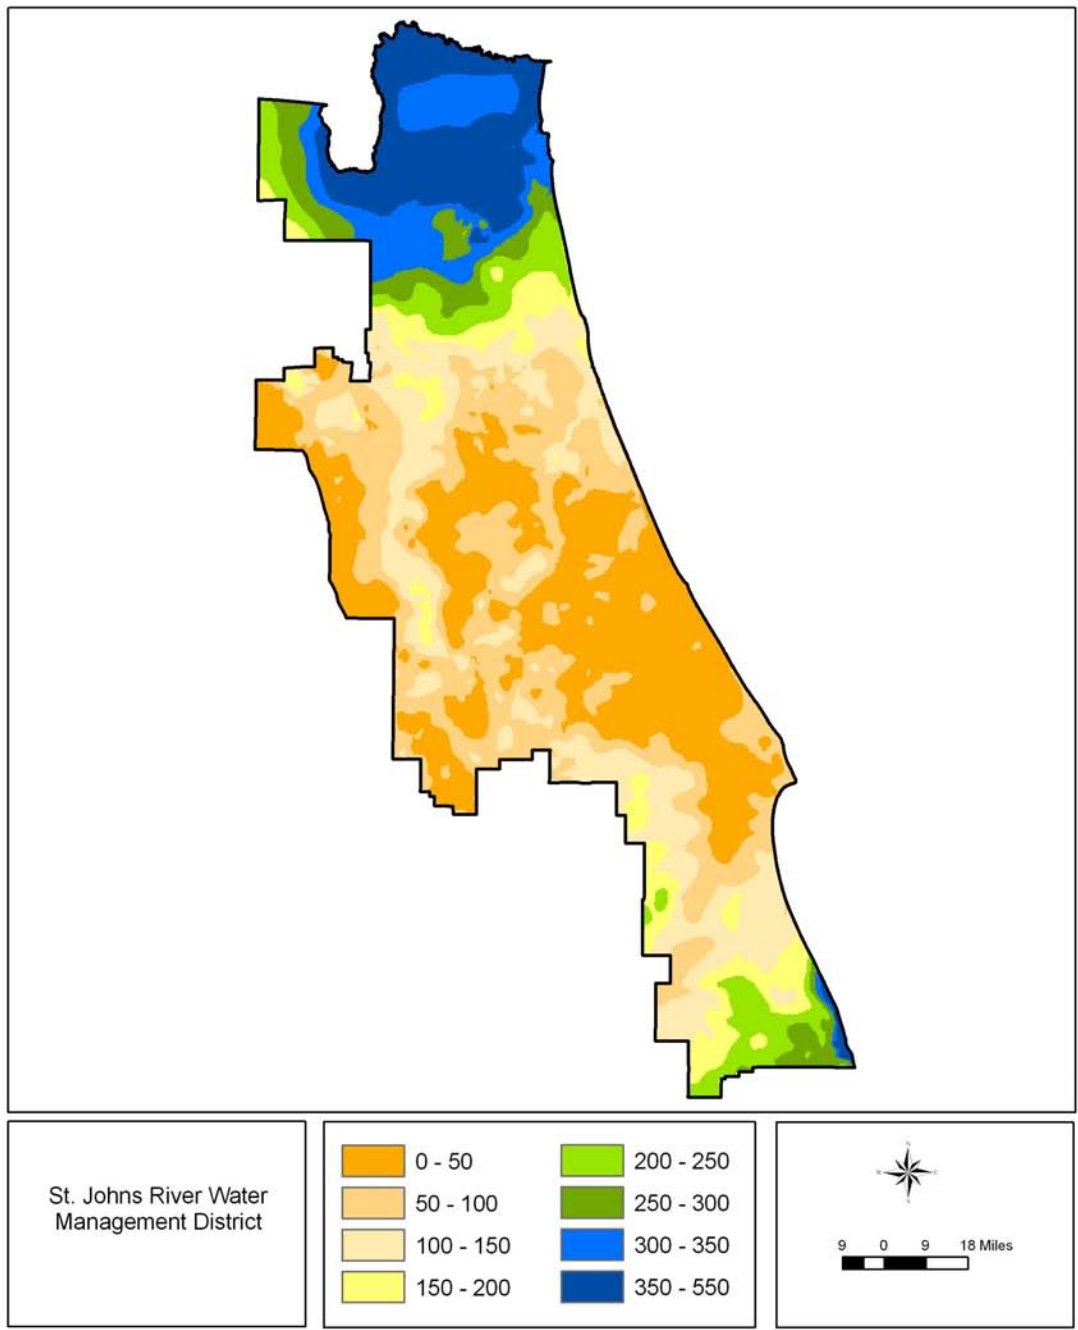 St. Johns River Water
Management District
0 - 50
50 - 100
100 - 150
150 - 200
200 - 250
250 - 300
300 - 350
350 - 550
N
S
9 0 9 18 Miles